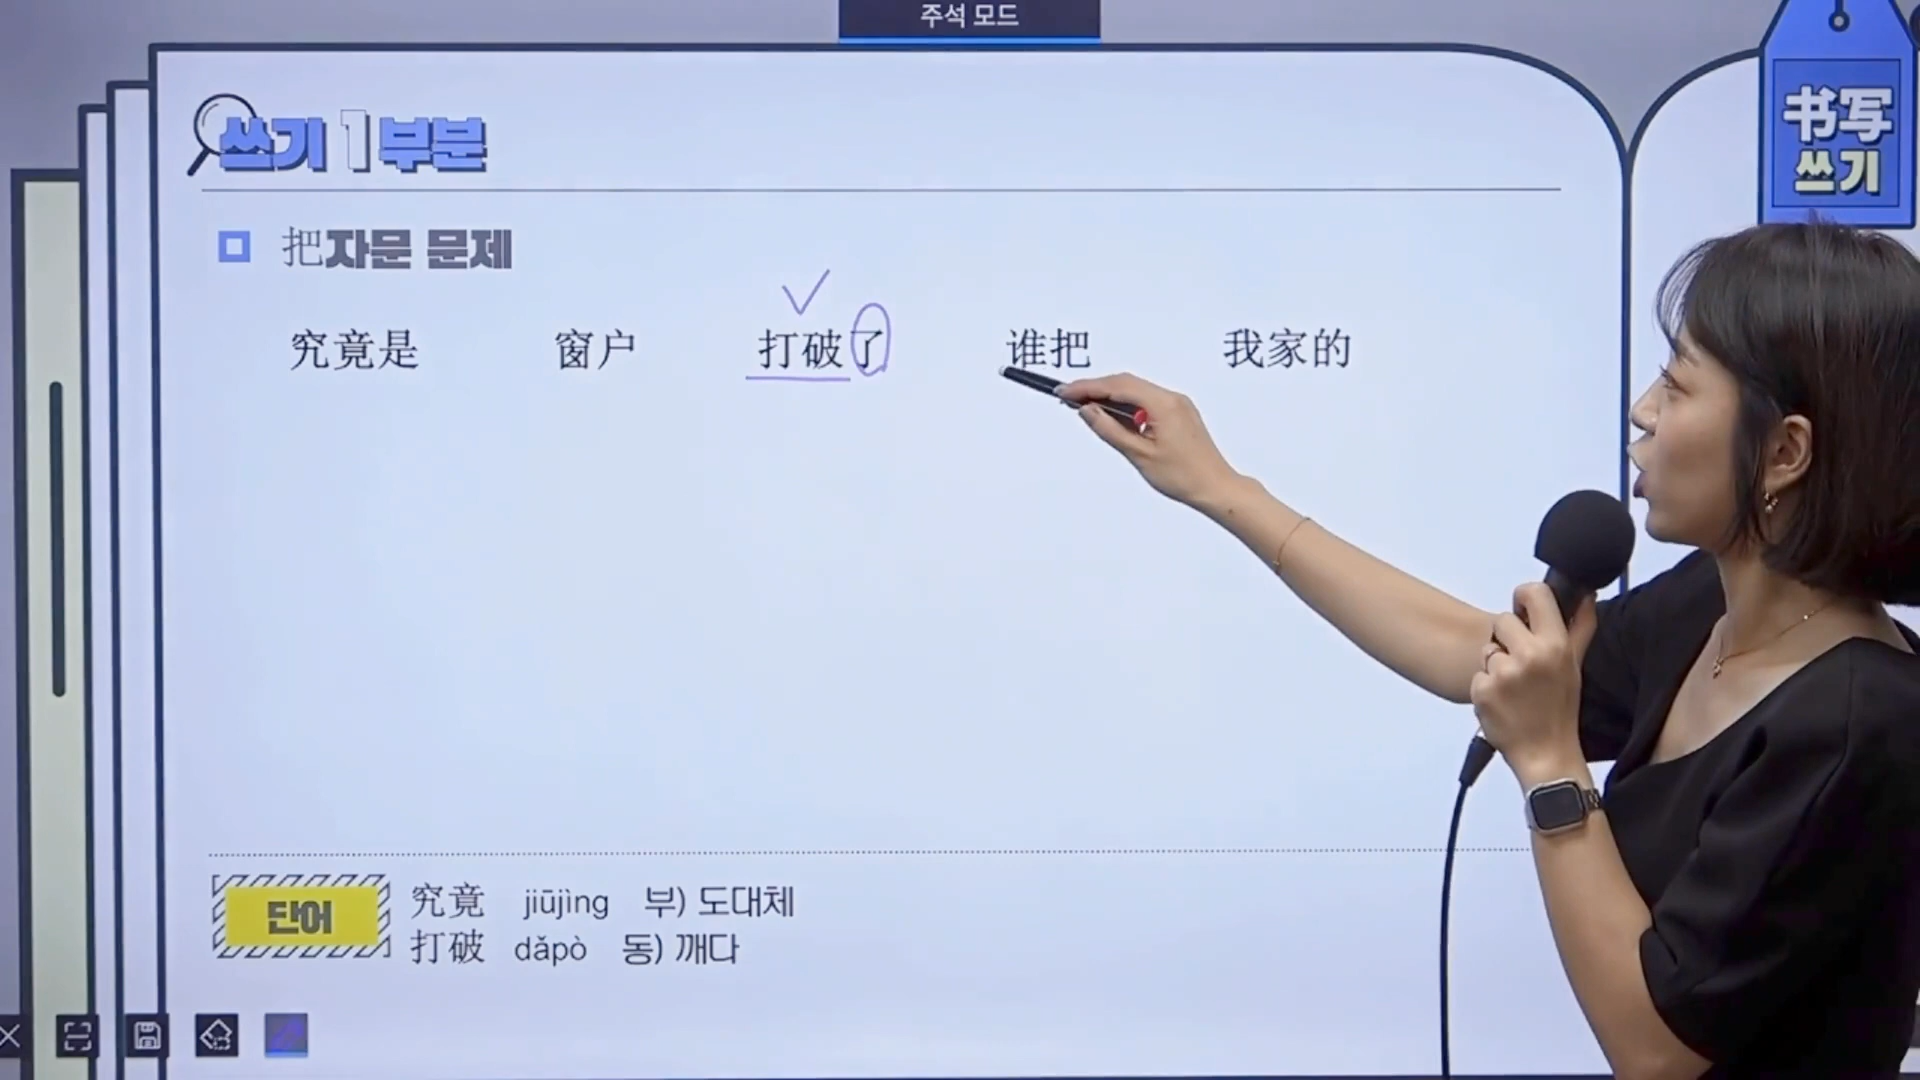 주석 모드
书写
쓰기
쓰기 1 부분
把자문 문제
究竟是 窗户 打破了 谁把 我家的
단어
究竟 jiūjìng 부) 도대체
打破 dǎpò 동) 깨다